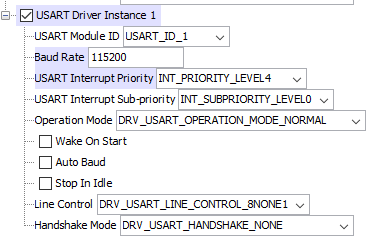 USART Driver Instance 1
USART Module ID USART_ID_1
Baud Rate 115200
USART Interrupt Priority INT_PRIORITY_LEVEL4
USART Interrupt Sub-priority INT_SUBPRIORITY_LEVEL0
Operation Mode DRV_USART_OPERATION_MODE_NORMAL
Wake On Start
Auto Baud
Stop In Idle
Line Control DRV_USART_LINE_CONTROL_8NONE1
Handshake Mode DRV_USART_HANDSHAKE_NONE